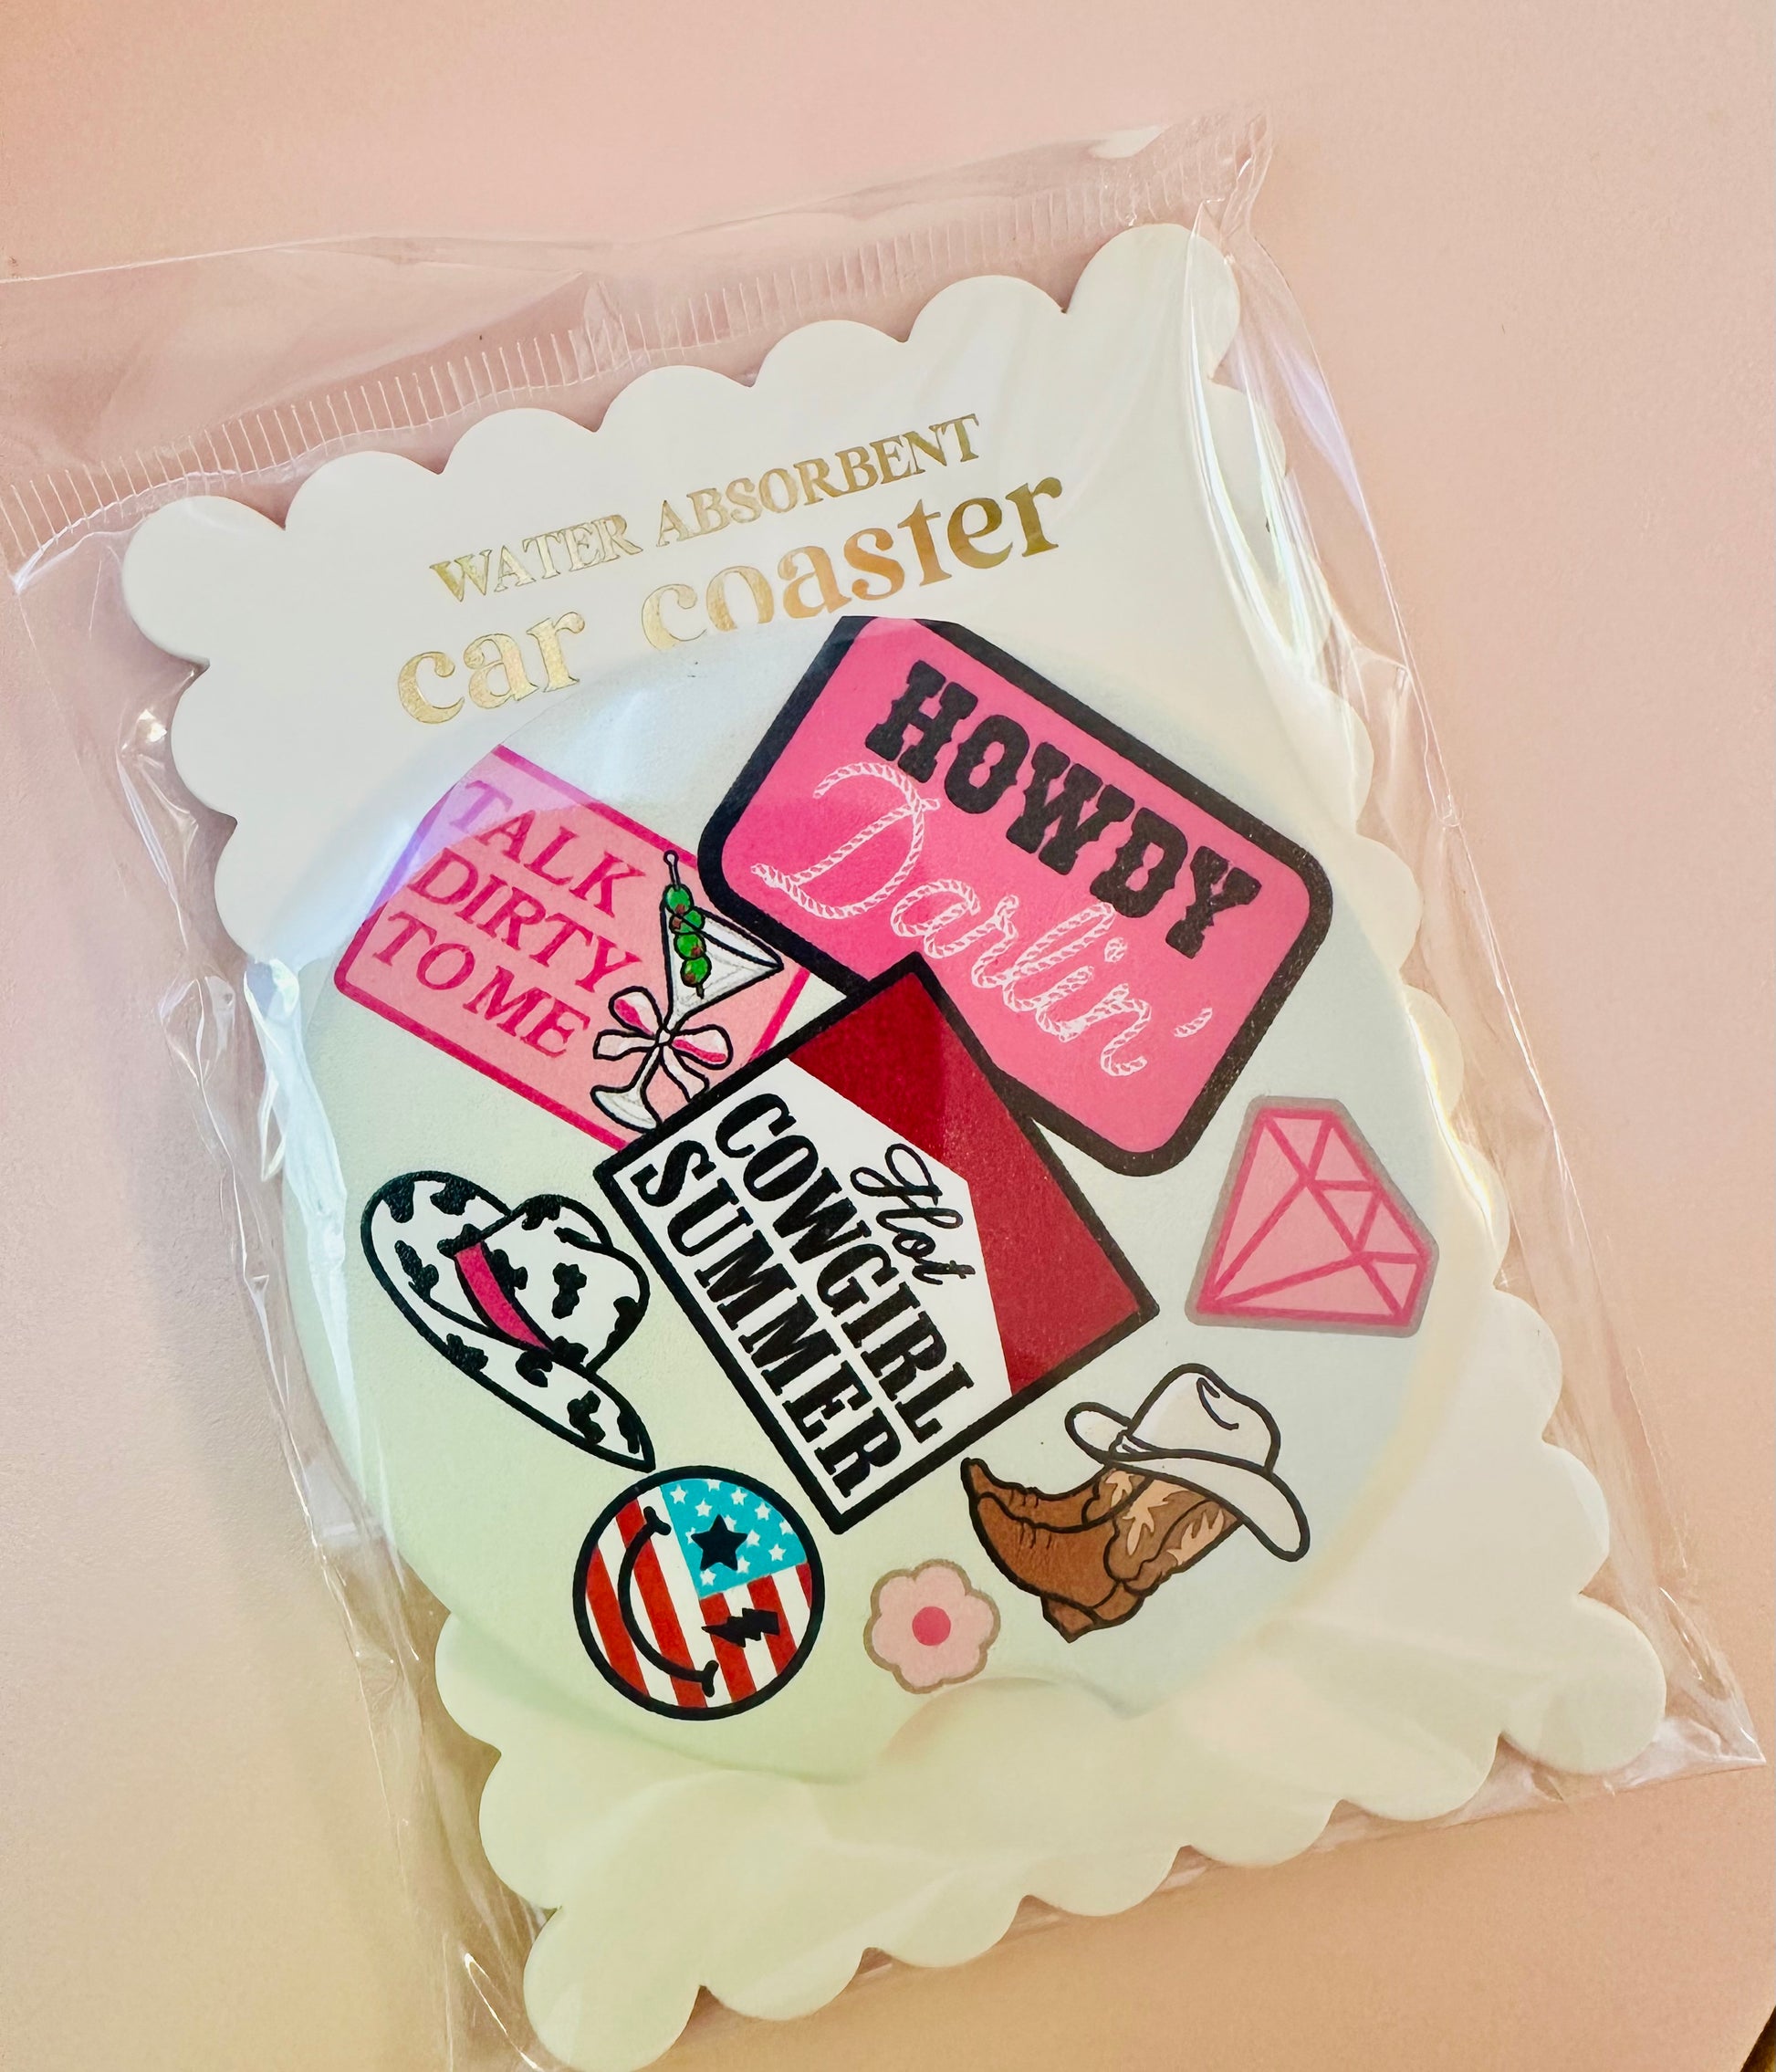 WATER ABSORBENT
car coaster
HOWDY
Darlin'
TALK
DIRTY
TO ME
Hot
COWGIRL
SUMMER